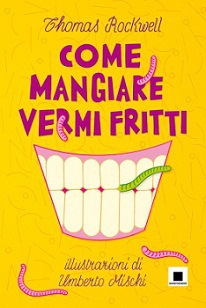 Thomas Rockwell
COME
MANGIARE
VERMI FRITTI
illustrazioni di
Umberto Mischi